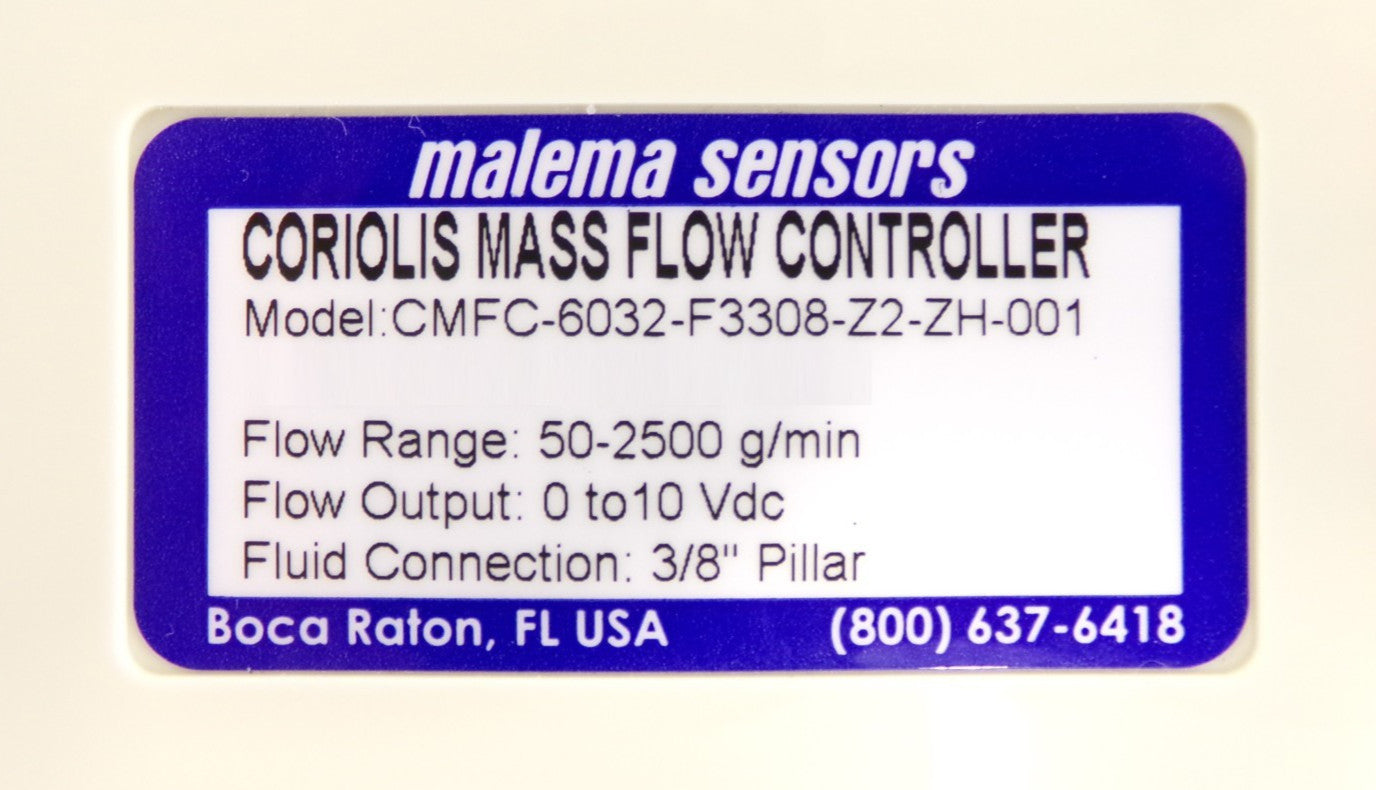 malema sensors
CORIOLIS MASS FLOW CONTROLLER
Model:CMFC-6032-F3308-Z2-ZH-001
Flow Range: 50-2500 g/min
Flow Output: 0 to10 Vdc
Fluid Connection: 3/8" Pillar
Boca Raton, FL USA (800) 637-6418